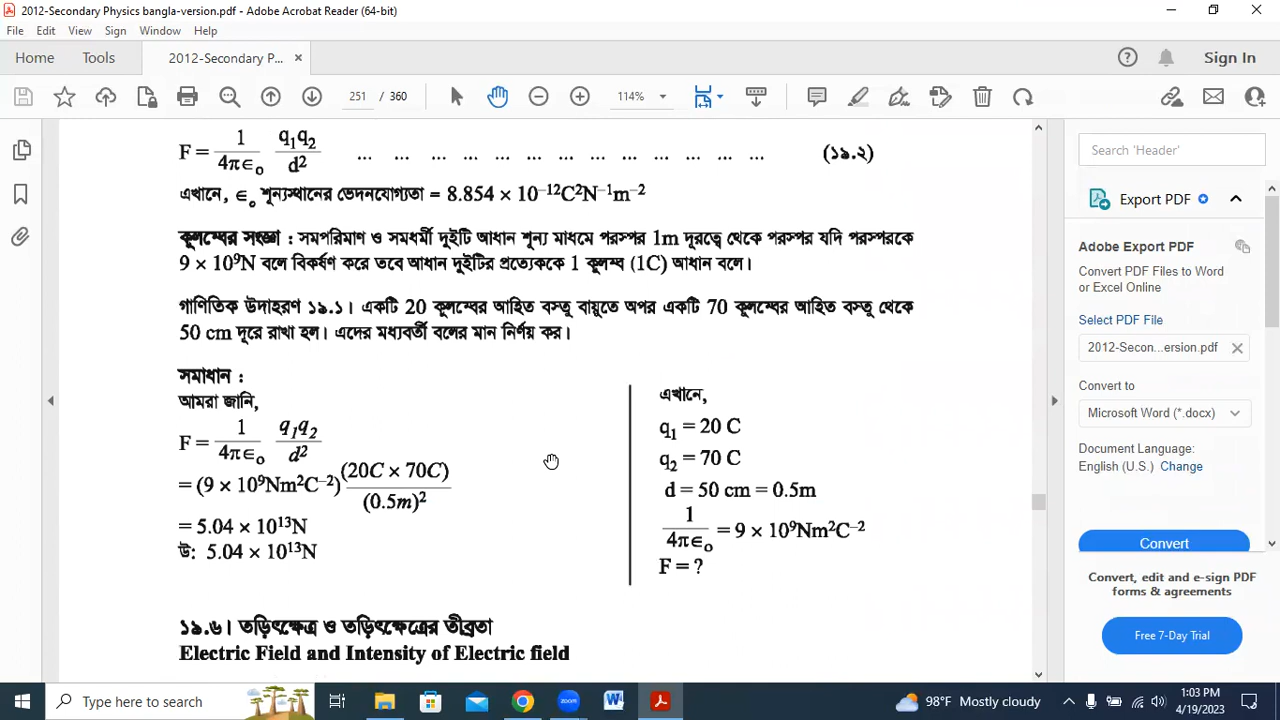 2012-Secondary Physics bangla-version.pdf - Adobe Acrobat Reader (64-bit)
File Edit View Sign Window Help
Home Tools 2012-Secondary P... × Sign In
251 / 360 114%
F = 1/4πϵ₀ q₁q₂/d² ... ... ... ... ... ... ... ... ... ... ... ... (১৯.২)
এখানে, ϵ₀ শূন্যস্থানের ভেদনযোগ্যতা = 8.854 × 10⁻¹²C²N⁻¹m⁻²
কূলম্বের সংজ্ঞা : সমপরিমাণ ও সমধর্মী দুইটি আধান শূন্য মাধমে পরস্পর 1m দূরত্বে থেকে পরস্পর যদি পরস্পরকে
9 × 10⁹N বলে বিকর্ষণ করে তবে আধান দুইটির প্রত্যেককে 1 কূলম্ব (1C) আধান বলে।
গাণিতিক উদাহরণ ১৯.১। একটি 20 কূলম্বের আহিত বস্তু বায়ুতে অপর একটি 70 কূলম্বের আহিত বস্তু থেকে
50 cm দূরে রাখা হল। এদের মধ্যবর্তী বলের মান নির্ণয় কর।
সমাধান :
আমরা জানি,
F = 1/4πϵ₀ q₁q₂/d²
= (9 × 10⁹Nm²C⁻²) (20C × 70C)/(0.5m)²
= 5.04 × 10¹³N
উ: 5.04 × 10¹³N
এখানে,
q₁ = 20 C
q₂ = 70 C
d = 50 cm = 0.5m
1/4πϵ₀ = 9 × 10⁹Nm²C⁻²
F = ?
১৯.৬। তড়িৎক্ষেত্র ও তড়িৎক্ষেত্রের তীব্রতা
Electric Field and Intensity of Electric field
Search 'Header'
Export PDF
Adobe Export PDF
Convert PDF Files to Word
or Excel Online
Select PDF File
2012-Secon...ersion.pdf
Convert to
Microsoft Word (*.docx)
Document Language:
English (U.S.) Change
Convert
Convert, edit and e-sign PDF
forms & agreements
Free 7-Day Trial
Type here to search
98°F Mostly cloudy
1:03 PM
4/19/2023